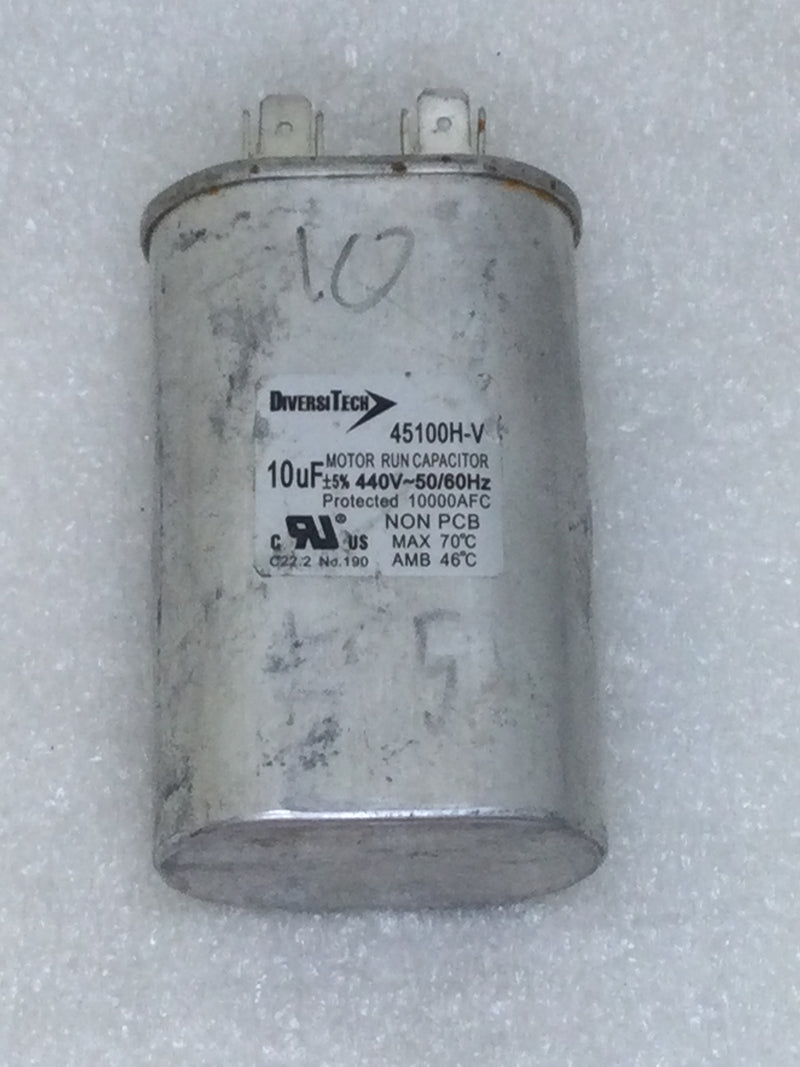 10
DIVERSITECH
45100H-V
MOTOR RUN CAPACITOR
10uF±5% 440V~50/60Hz
Protected 10000AFC
NON PCB
C RU® US MAX 70°C
C22.2 No.190 AMB 46°C
5